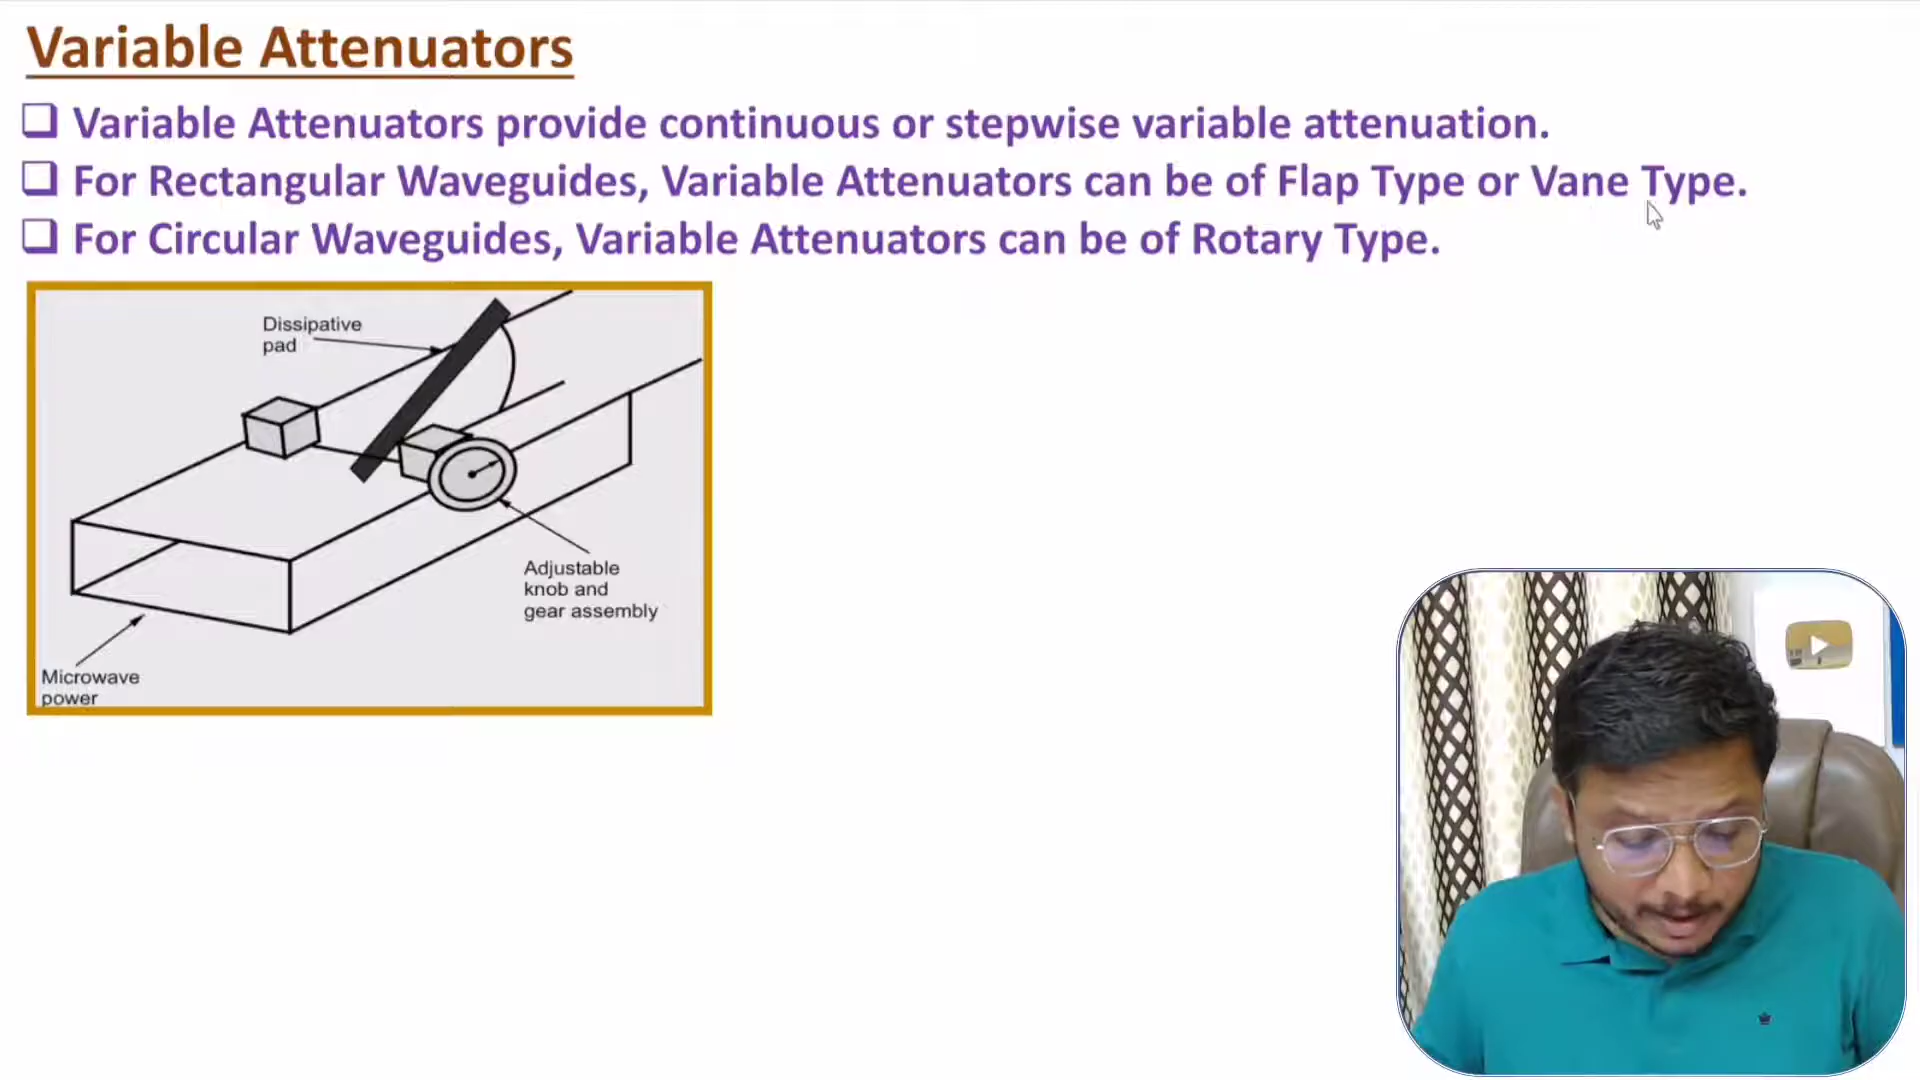 Variable Attenuators
❑ Variable Attenuators provide continuous or stepwise variable attenuation.
❑ For Rectangular Waveguides, Variable Attenuators can be of Flap Type or Vane Type.
❑ For Circular Waveguides, Variable Attenuators can be of Rotary Type.
Dissipative
pad
Adjustable
knob and
gear assembly
Microwave
power